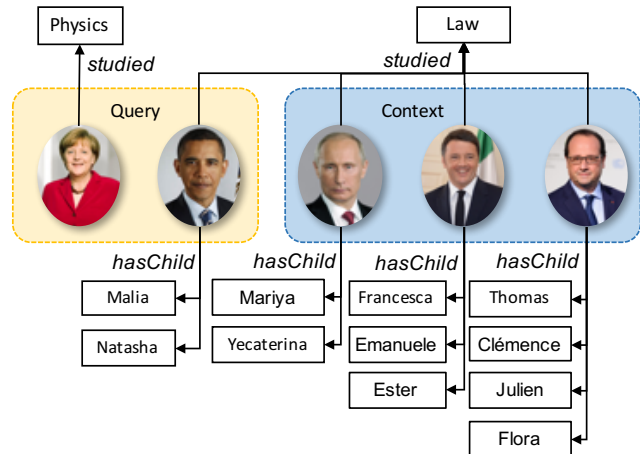 Physics
Law
studied
studied
Query
Context
hasChild
hasChild
hasChild
hasChild
Malia
Mariya
Francesca
Thomas
Natasha
Yecaterina
Emanuele
Clémence
Ester
Julien
Flora